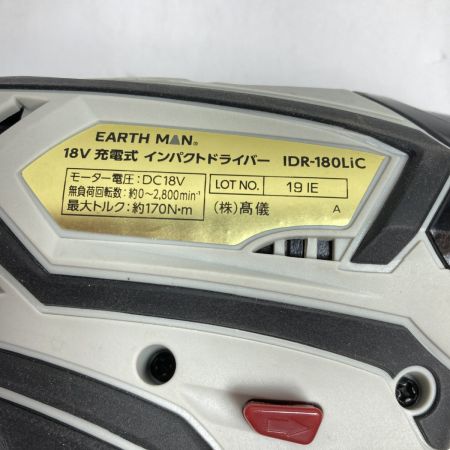 EARTH MAN®
18V 充電式 インパクトドライバー IDR-180LiC
モーター電圧:DC18V
無負荷回転数:約0~2,800min⁻¹
最大トルク:約170N・m
LOT NO. 19 IE
(株)髙儀 A